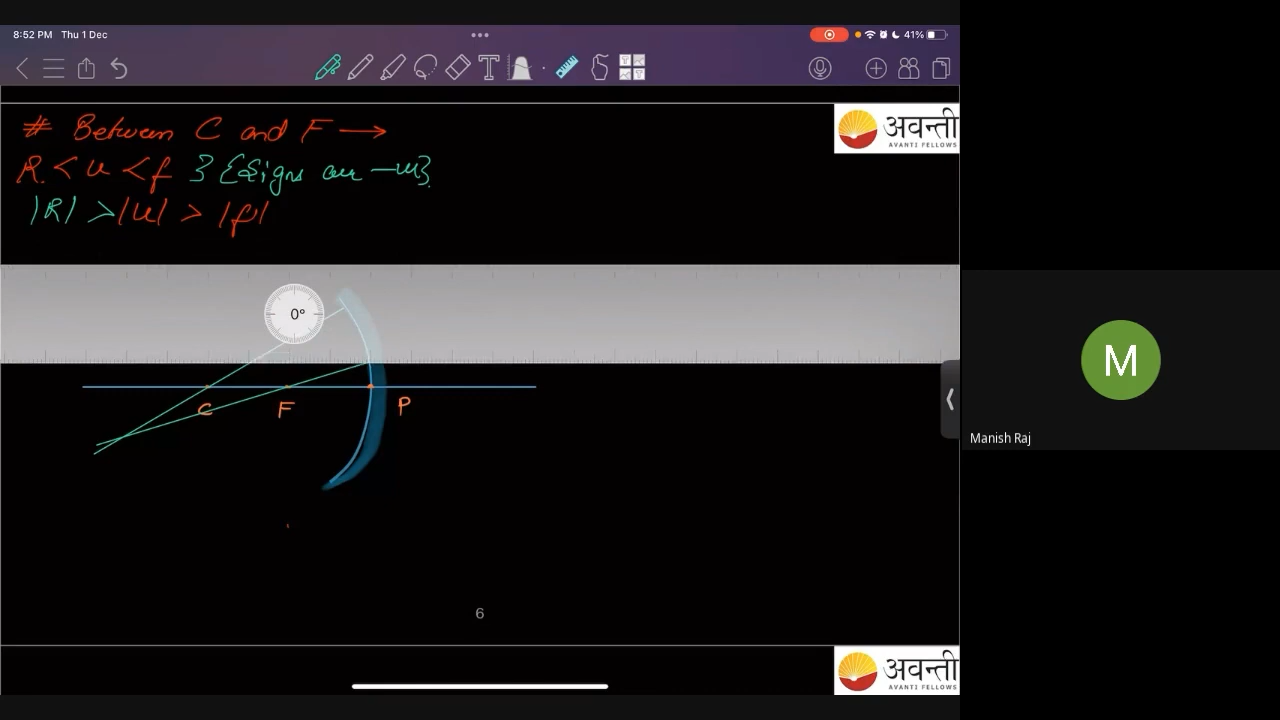 8:52 PM Thu 1 Dec
41%
# Between C and F →
R < u < f } {Signs are -ve}
|R| > |u| > |f|
अवन्ती
AVANTI FELLOWS
0°
C F P
M
Manish Raj
6
अवन्ती
AVANTI FELLOWS